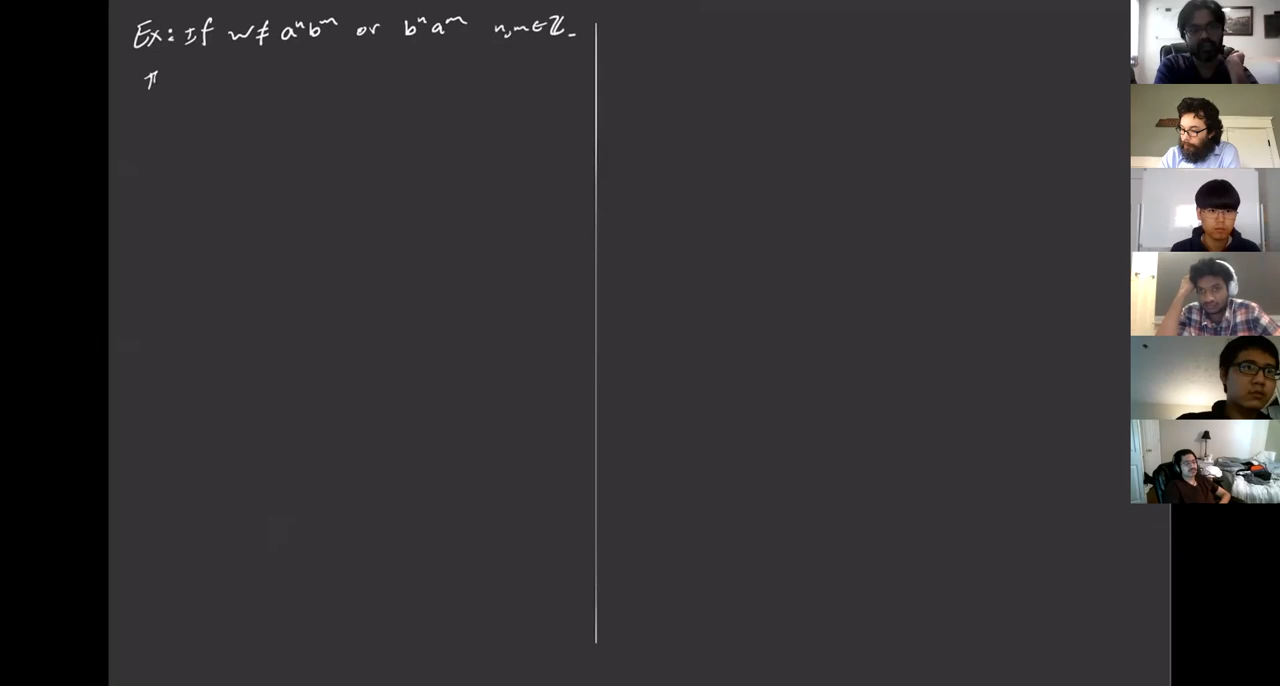 Ex: If w ≠ aⁿbᵐ or bⁿaᵐ n,m ∈ ℤ.